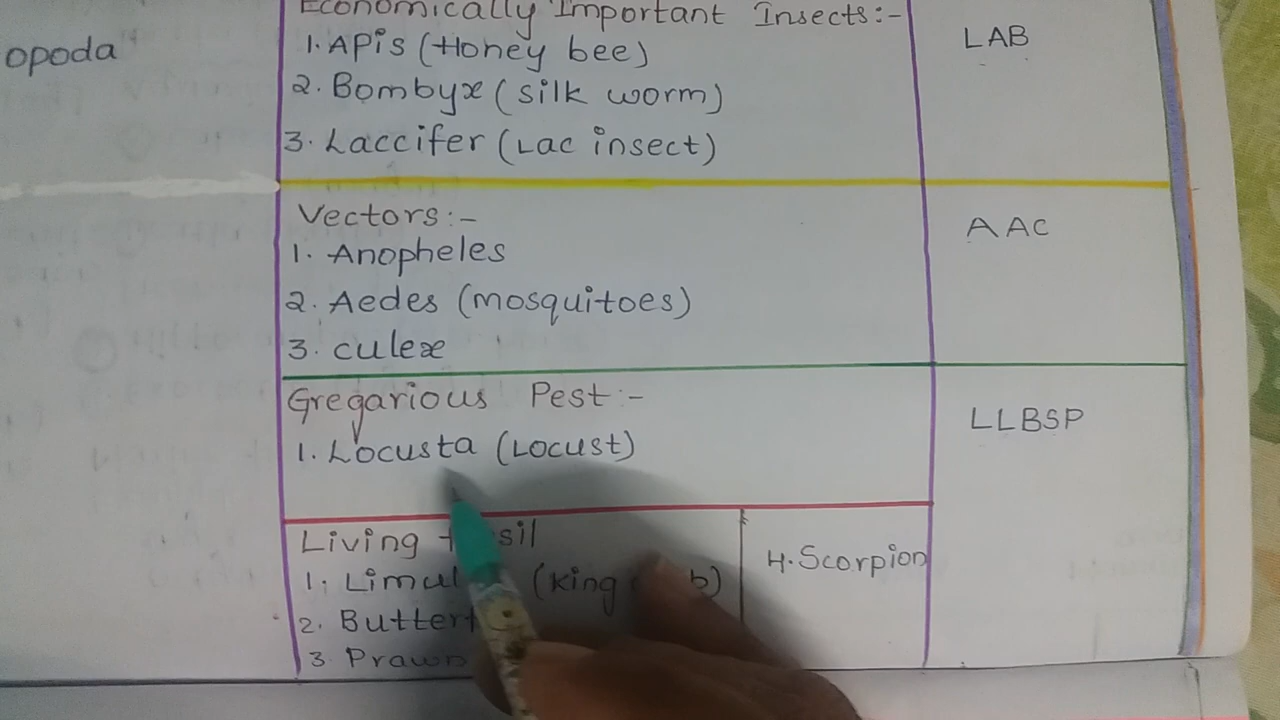 opoda
Economically Important Insects:-
1. APis (Honey bee)
2. Bombyx (silk worm)
3. Laccifer (Lac insect)
LAB
Vectors:-
1. Anopheles
2. Aedes (mosquitoes)
3. culex
AAC
Gregarious Pest:-
1. Locusta (Locust)
LLBSP
Living
1. (King
2.
3. Prawn
4. Scorpion